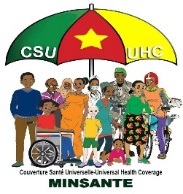 CSU UHC
Couverture Santé Universelle-Universal Health Coverage
MINSANTE